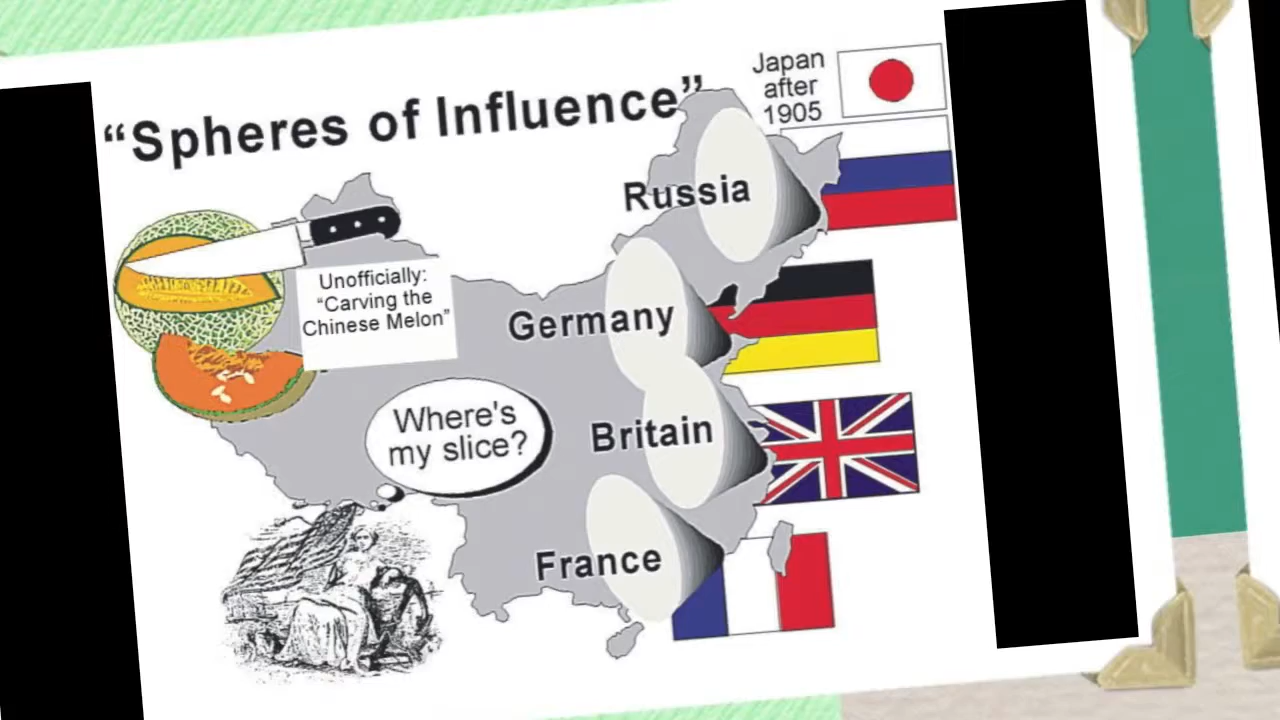 “Spheres of Influence”
Japan
after
1905
Russia
Unofficially:
“Carving the
Chinese Melon”
Germany
Where's
my slice?
Britain
France